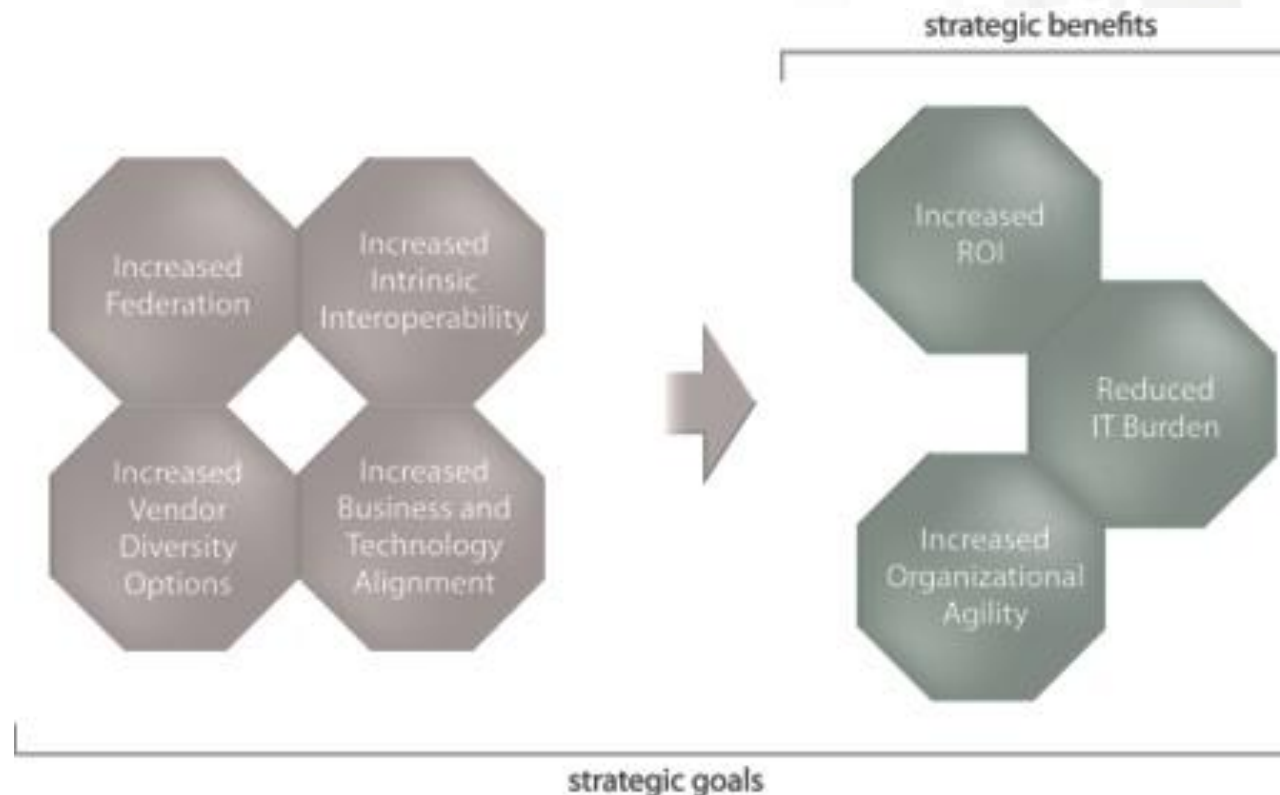 strategic benefits
Increased
Federation
Increased
Intrinsic
Interoperability
Increased
Vendor
Diversity
Options
Increased
Business and
Technology
Alignment
Increased
ROI
Reduced
IT Burden
Increased
Organizational
Agility
strategic goals